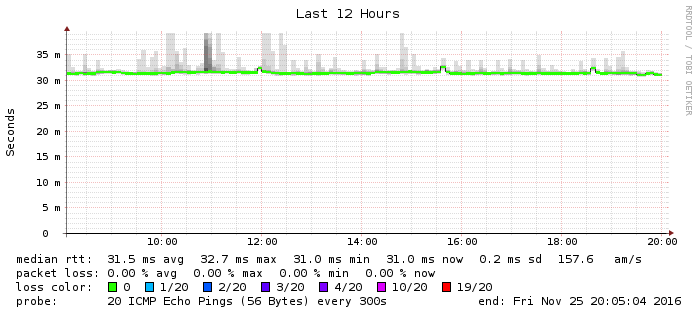 Last 12 Hours
RRDTOOL / TOBI OETIKER
Seconds
35 m
30 m
25 m
20 m
15 m
10 m
5 m
0
10:00 12:00 14:00 16:00 18:00 20:00
median rtt: 31.5 ms avg 32.7 ms max 31.0 ms min 31.0 ms now 0.2 ms sd 157.6 am/s
packet loss: 0.00 % avg 0.00 % max 0.00 % min 0.00 % now
loss color: 0 1/20 2/20 3/20 4/20 10/20 19/20
probe: 20 ICMP Echo Pings (56 Bytes) every 300s end: Fri Nov 25 20:05:04 2016